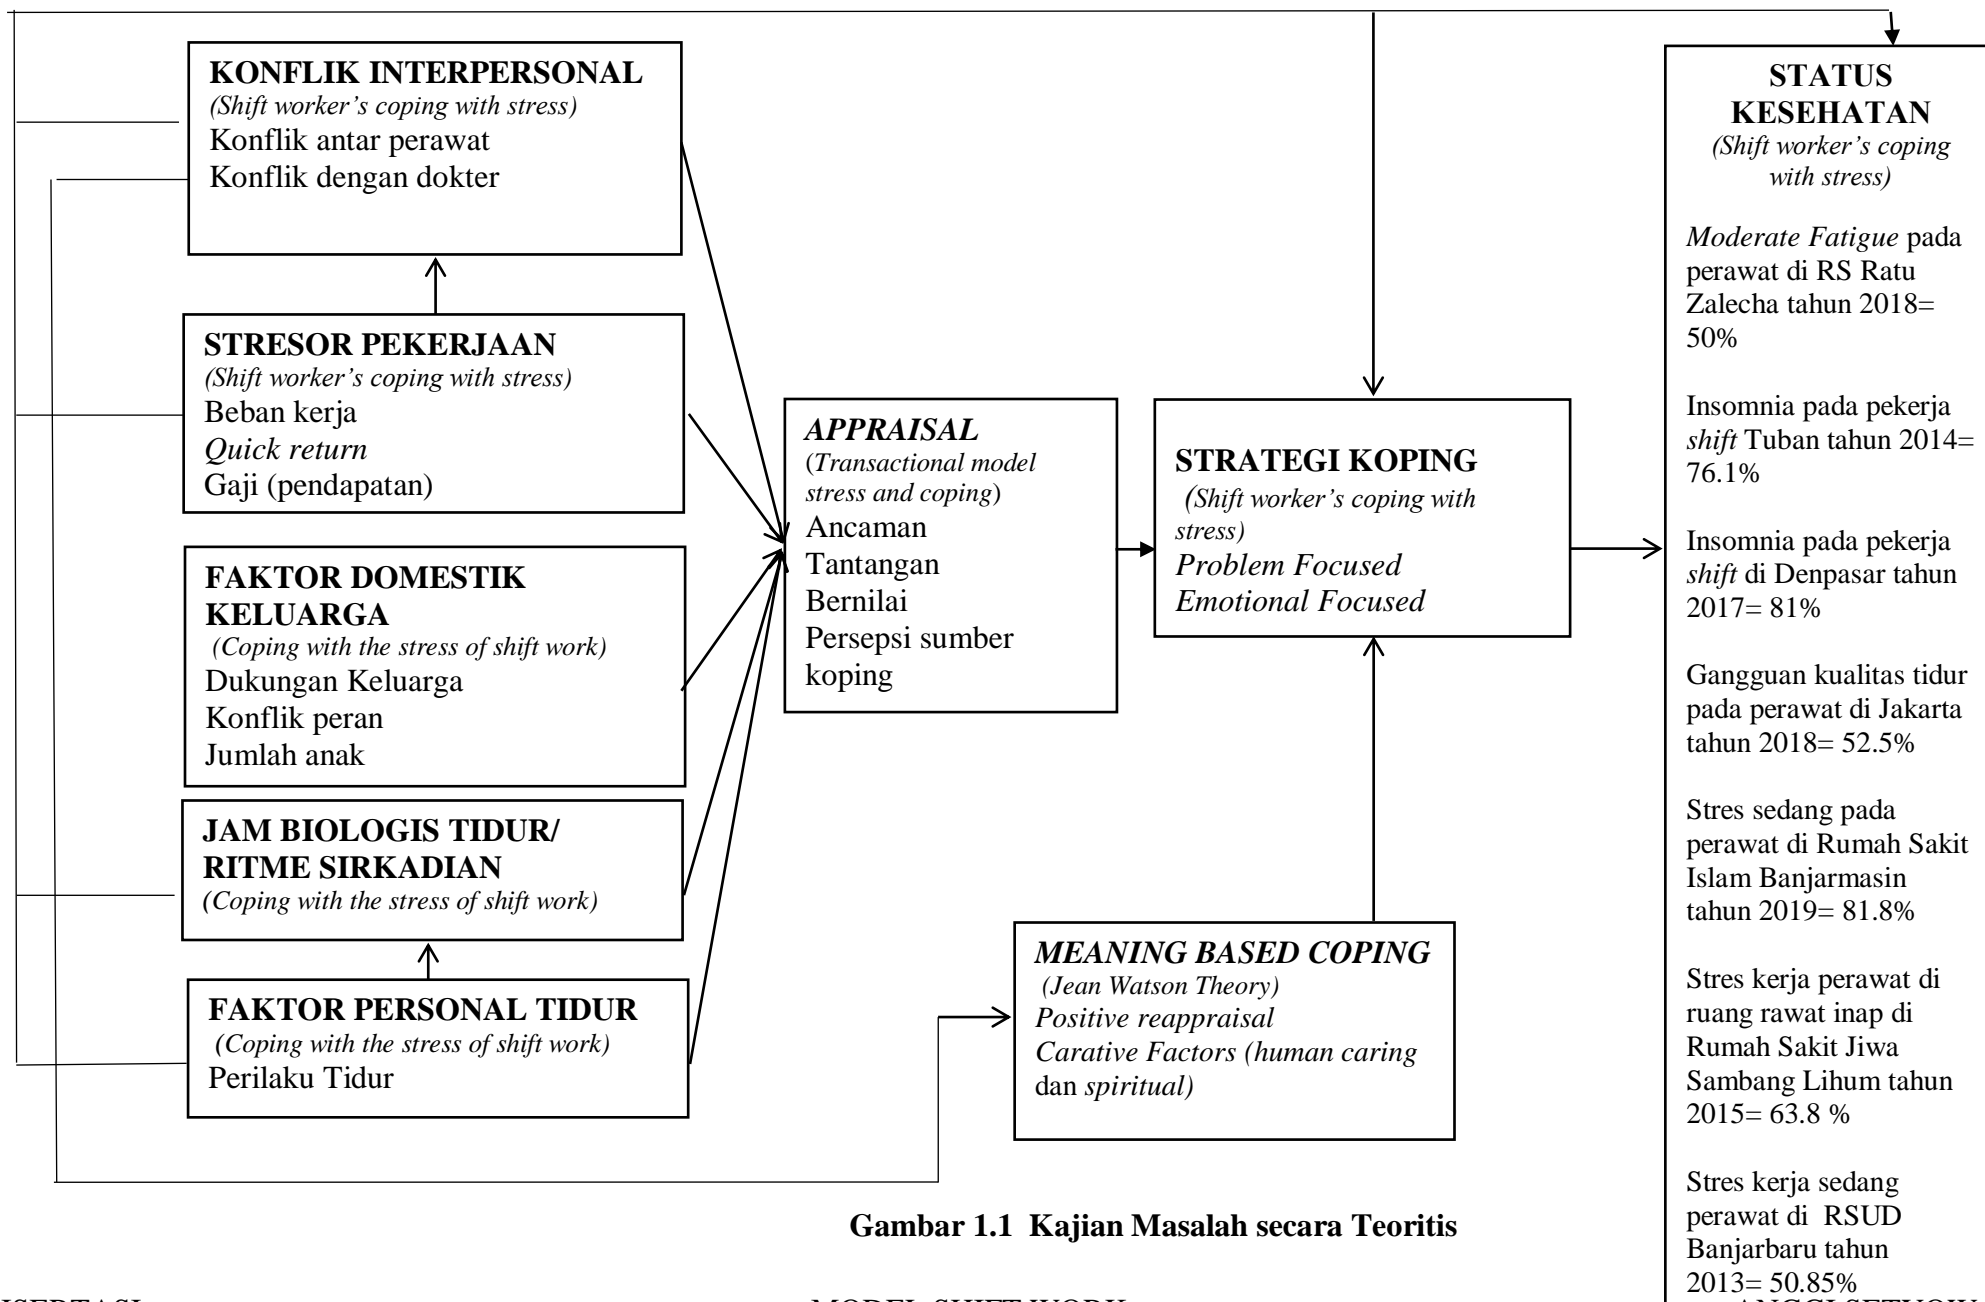 KONFLIK INTERPERSONAL
(Shift worker’s coping with stress)
Konflik antar perawat
Konflik dengan dokter
STRESOR PEKERJAAN
(Shift worker’s coping with stress)
Beban kerja
Quick return
Gaji (pendapatan)
FAKTOR DOMESTIK
KELUARGA
(Coping with the stress of shift work)
Dukungan Keluarga
Konflik peran
Jumlah anak
JAM BIOLOGIS TIDUR/
RITME SIRKADIAN
(Coping with the stress of shift work)
FAKTOR PERSONAL TIDUR
(Coping with the stress of shift work)
Perilaku Tidur
APPRAISAL
(Transactional model
stress and coping)
Ancaman
Tantangan
Bernilai
Persepsi sumber
koping
STRATEGI KOPING
(Shift worker’s coping with
stress)
Problem Focused
Emotional Focused
MEANING BASED COPING
(Jean Watson Theory)
Positive reappraisal
Carative Factors (human caring
dan spiritual)
STATUS
KESEHATAN
(Shift worker’s coping
with stress)
Moderate Fatigue pada
perawat di RS Ratu
Zalecha tahun 2018=
50%
Insomnia pada pekerja
shift Tuban tahun 2014=
76.1%
Insomnia pada pekerja
shift di Denpasar tahun
2017= 81%
Gangguan kualitas tidur
pada perawat di Jakarta
tahun 2018= 52.5%
Stres sedang pada
perawat di Rumah Sakit
Islam Banjarmasin
tahun 2019= 81.8%
Stres kerja perawat di
ruang rawat inap di
Rumah Sakit Jiwa
Sambang Lihum tahun
2015= 63.8 %
Stres kerja sedang
perawat di RSUD
Banjarbaru tahun
2013= 50.85%
Gambar 1.1 Kajian Masalah secara Teoritis
MODEL SHIFT WORK